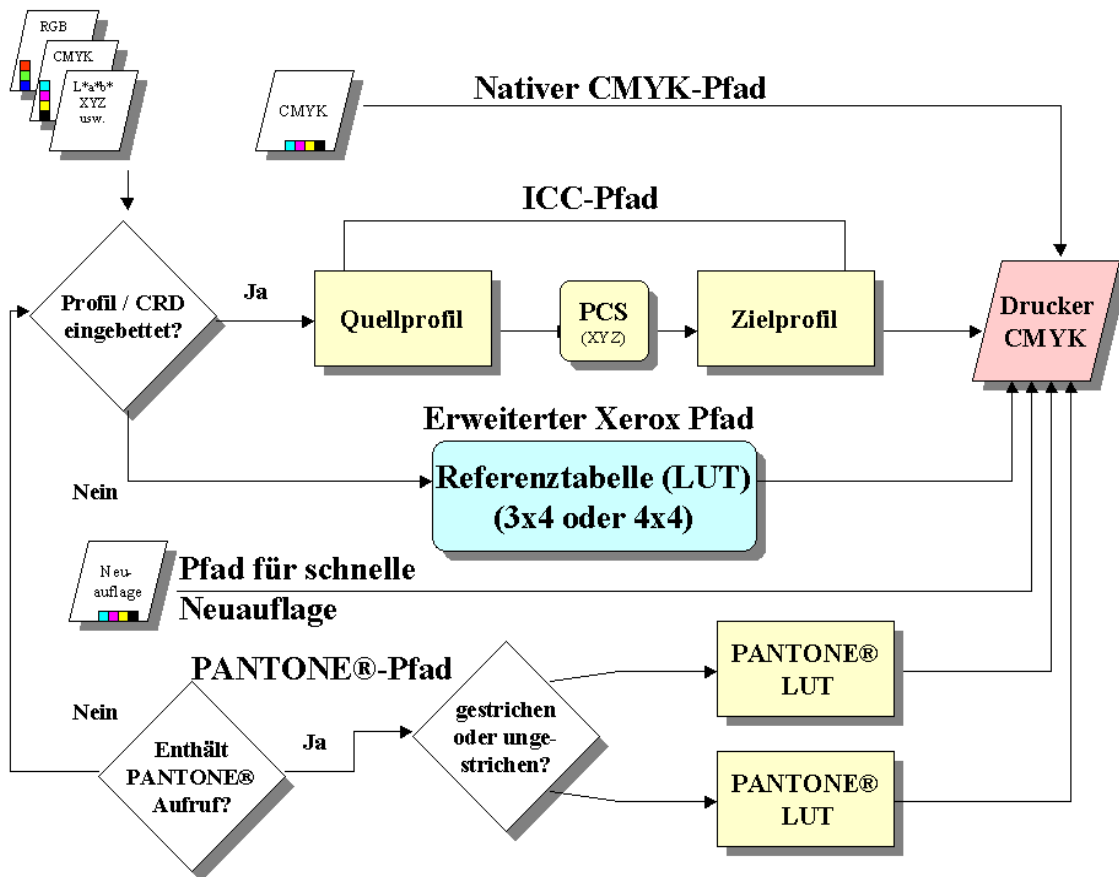 RGB
CMYK
L*a*b*
XYZ
usw.
CMYK
Nativer CMYK-Pfad
ICC-Pfad
Profil / CRD
eingebettet?
Ja
Quellprofil
PCS
(XYZ)
Zielprofil
Drucker
CMYK
Erweiterter Xerox Pfad
Nein
Referenztabelle (LUT)
(3x4 oder 4x4)
Neu-
auflage
Pfad für schnelle
Neuauflage
PANTONE®-Pfad
Nein
Enthält
PANTONE®
Aufruf?
Ja
gestrichen
oder unge-
strichen?
PANTONE®
LUT
PANTONE®
LUT